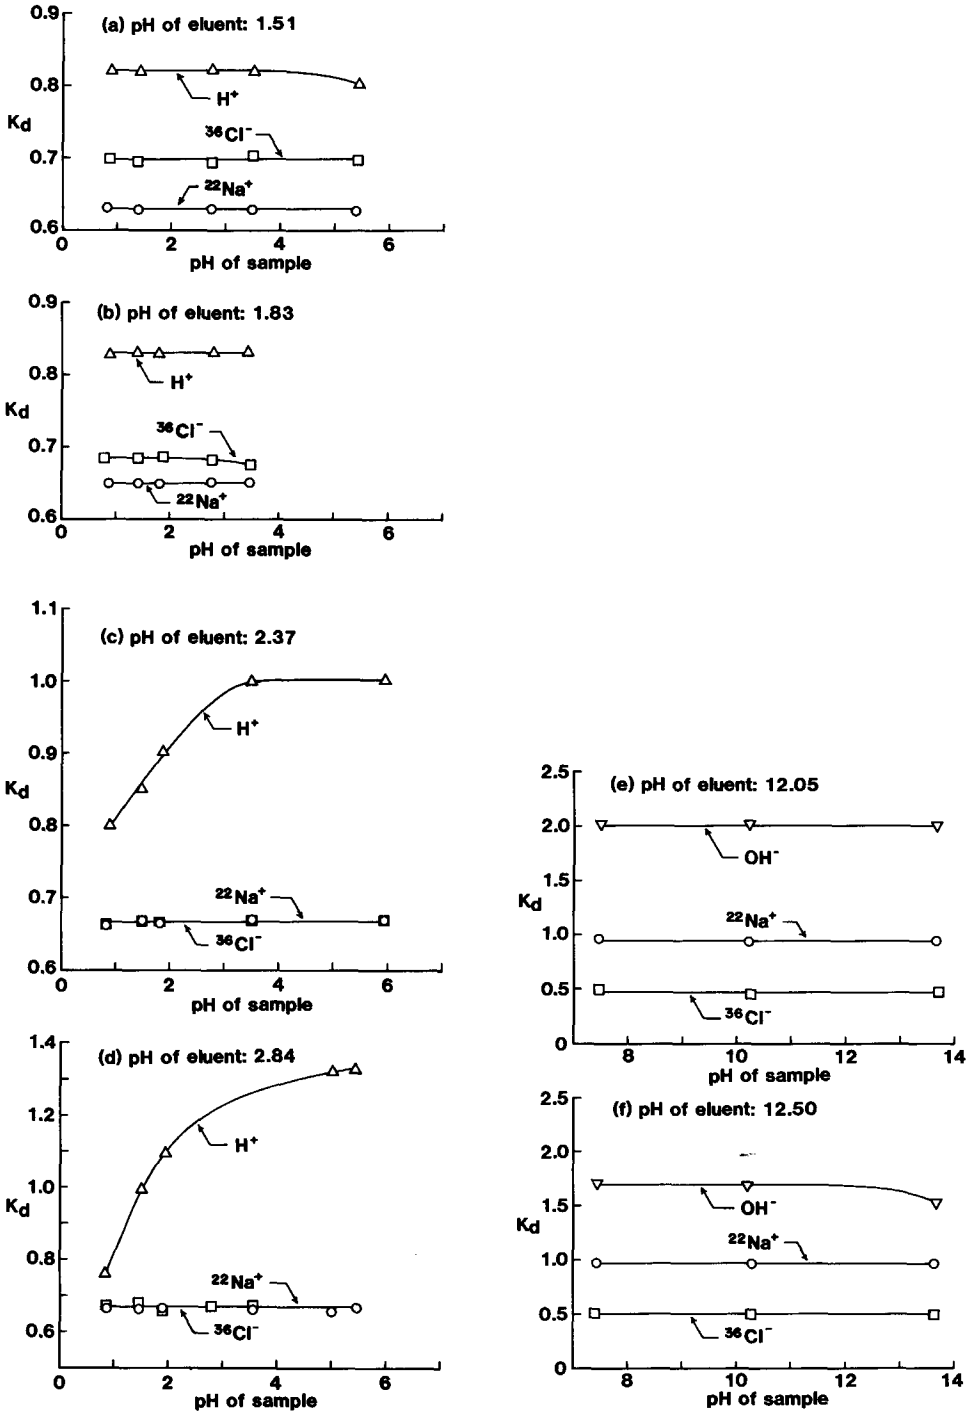 (a) pH of eluent: 1.51
0.9
0.8
0.7
0.6
Kd
H⁺
³⁶Cl⁻
²²Na⁺
0 2 4 6
pH of sample
(b) pH of eluent: 1.83
0.9
0.8
0.7
0.6
Kd
H⁺
³⁶Cl⁻
²²Na⁺
0 2 4 6
pH of sample
(c) pH of eluent: 2.37
1.1
1.0
0.9
0.8
0.7
0.6
Kd
H⁺
²²Na⁺
³⁶Cl⁻
0 2 4 6
pH of sample
(d) pH of eluent: 2.84
1.4
1.2
1.0
0.8
0.6
Kd
H⁺
²²Na⁺
³⁶Cl⁻
0 2 4 6
pH of sample
(e) pH of eluent: 12.05
2.5
2.0
1.5
1.0
0.5
0
Kd
OH⁻
²²Na⁺
³⁶Cl⁻
8 10 12 14
pH of sample
(f) pH of eluent: 12.50
2.5
2.0
1.5
1.0
0.5
0
Kd
OH⁻
²²Na⁺
³⁶Cl⁻
8 10 12 14
pH of sample